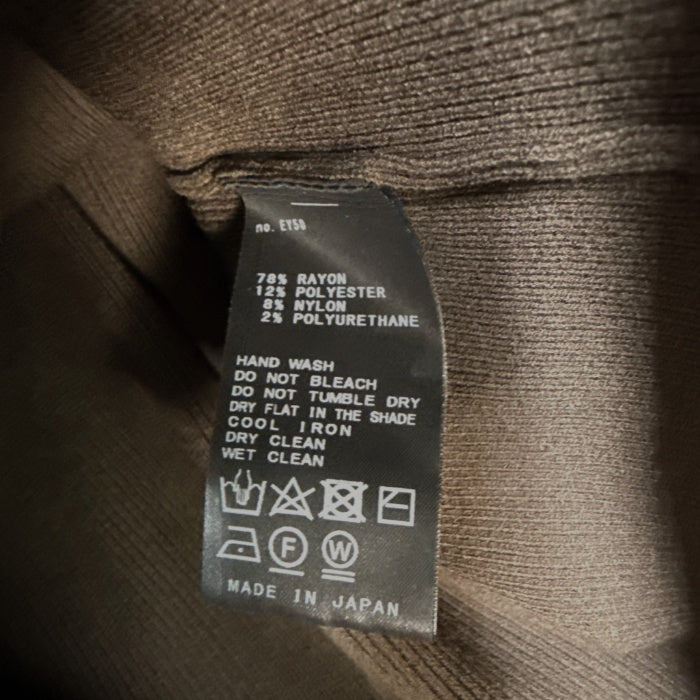 no. EY50
78% RAYON
12% POLYESTER
8% NYLON
2% POLYURETHANE
HAND WASH
DO NOT BLEACH
DO NOT TUMBLE DRY
DRY FLAT IN THE SHADE
COOL IRON
DRY CLEAN
WET CLEAN
F W
MADE IN JAPAN